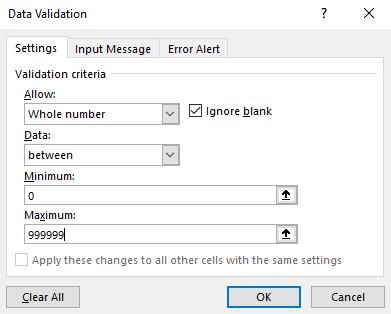 Data Validation ? ×
Settings Input Message Error Alert
Validation criteria
Allow:
Whole number Ignore blank
Data:
between
Minimum:
0
Maximum:
999999
Apply these changes to all other cells with the same settings
Clear All OK Cancel